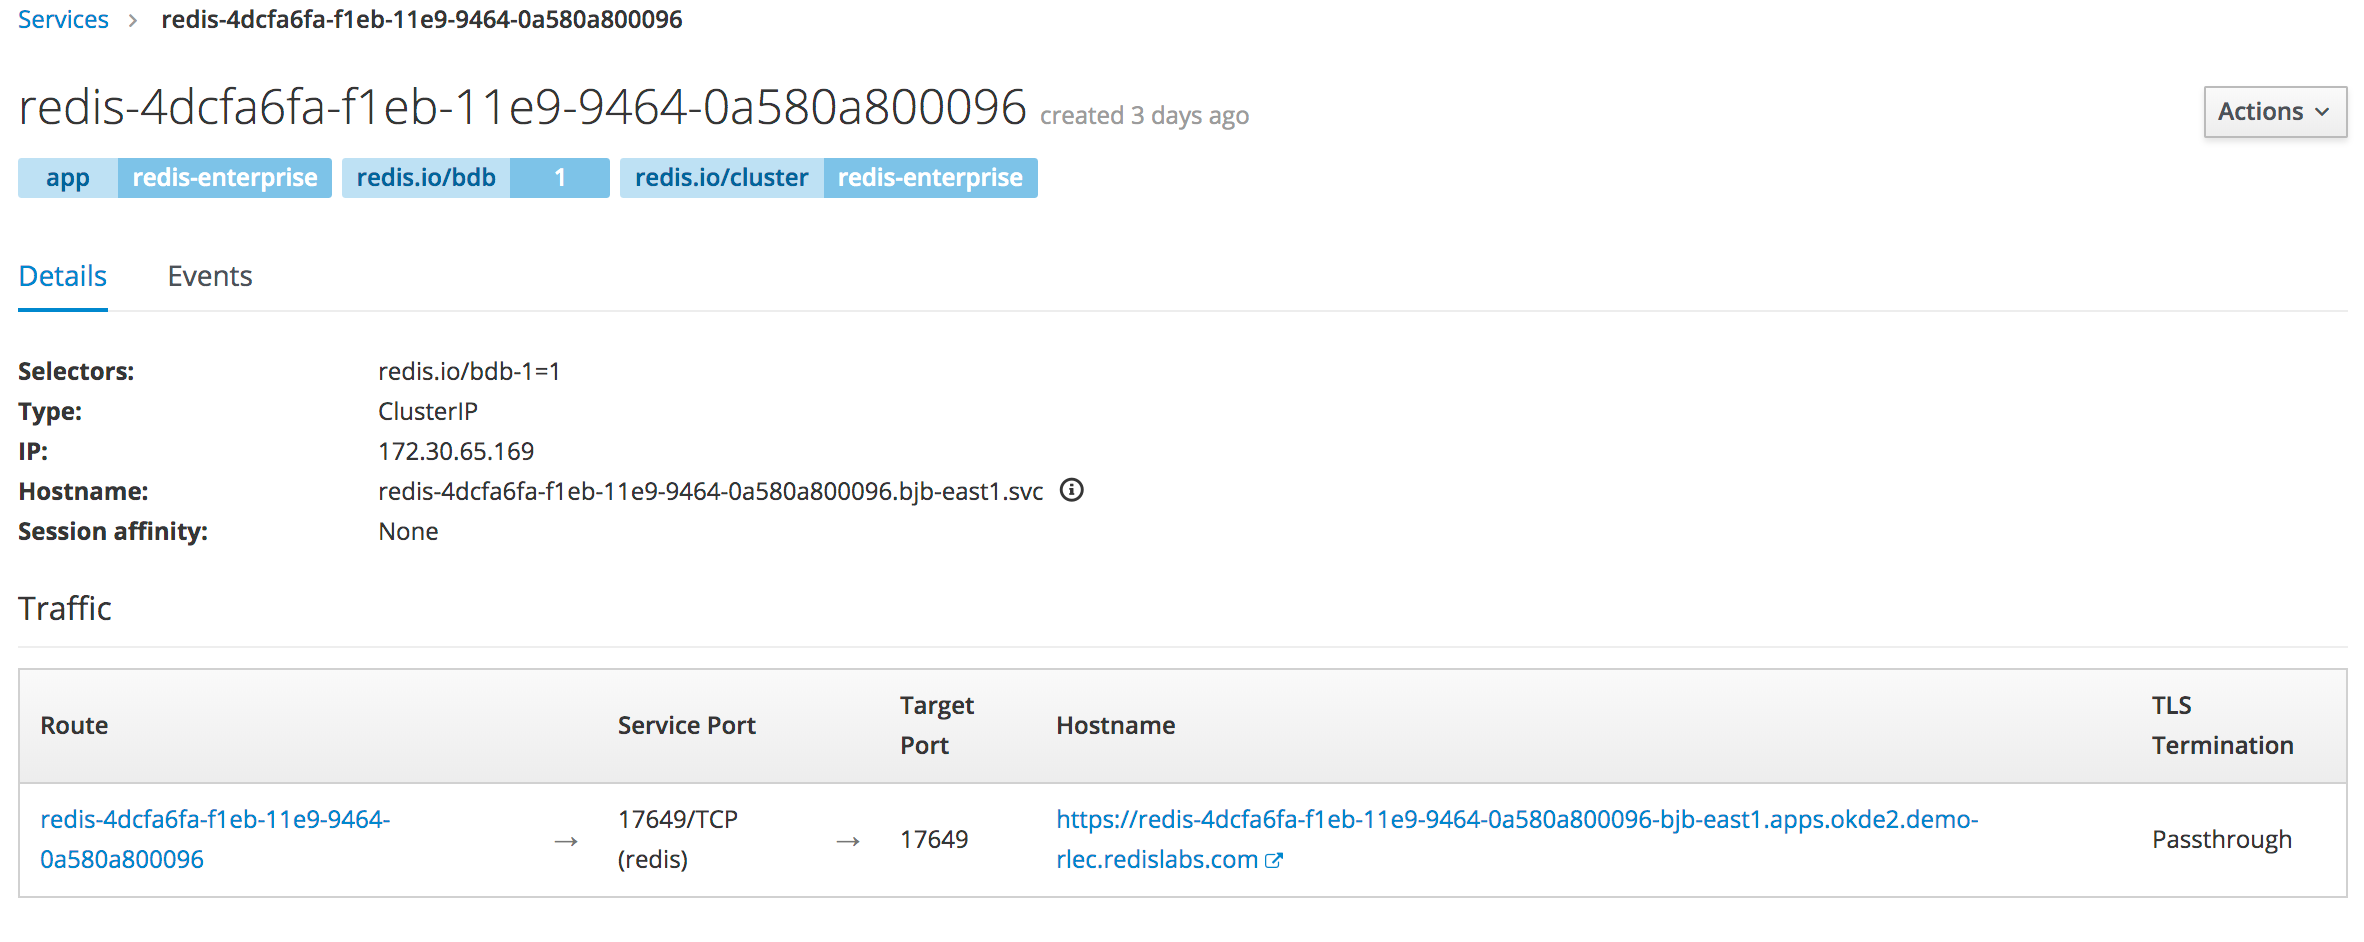 Services > redis-4dcfa6fa-f1eb-11e9-9464-0a580a800096
redis-4dcfa6fa-f1eb-11e9-9464-0a580a800096 created 3 days ago
Actions
app redis-enterprise redis.io/bdb 1 redis.io/cluster redis-enterprise
Details Events
Selectors: redis.io/bdb-1=1
Type: ClusterIP
IP: 172.30.65.169
Hostname: redis-4dcfa6fa-f1eb-11e9-9464-0a580a800096.bjb-east1.svc
Session affinity: None
Traffic
Route
Service Port
Target
Port
Hostname
TLS
Termination
redis-4dcfa6fa-f1eb-11e9-9464-
0a580a800096
→
17649/TCP
(redis)
→
17649
https://redis-4dcfa6fa-f1eb-11e9-9464-0a580a800096-bjb-east1.apps.okde2.demo-
rlec.redislabs.com
Passthrough